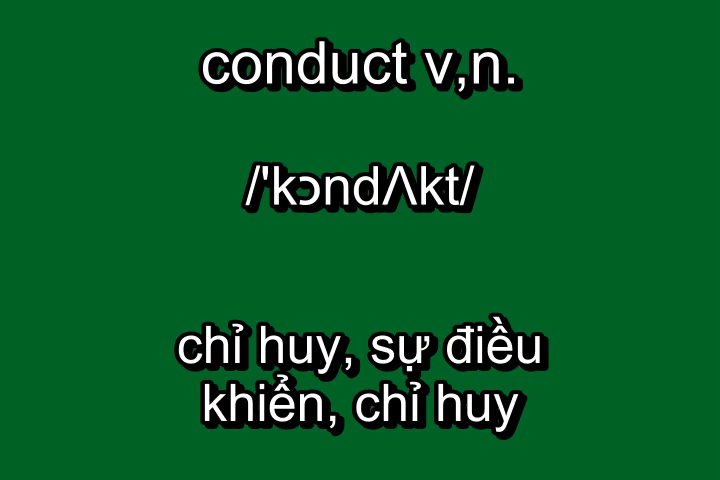 conduct v,n.
/'kɔndʌkt/
chỉ huy, sự điều
khiển, chỉ huy